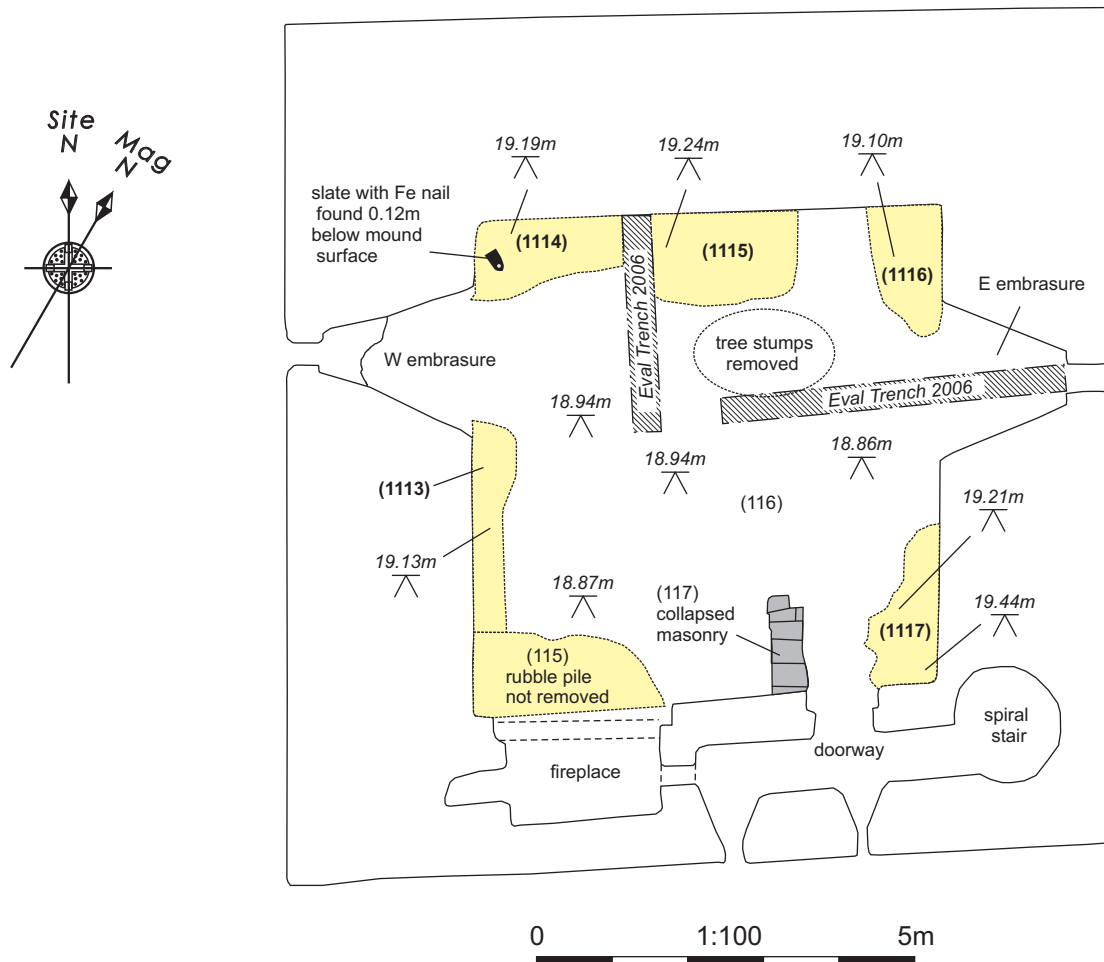 Site
N
Mag
N
19.19m
19.24m
19.10m
slate with Fe nail
found 0.12m
below mound
surface
(1114)
(1115)
(1116)
E embrasure
Eval Trench 2006
tree stumps
removed
W embrasure
Eval Trench 2006
18.94m
18.94m
18.86m
(1113)
(116)
19.21m
19.13m
18.87m
(117)
collapsed
masonry
19.44m
(1117)
(115)
rubble pile
not removed
spiral
stair
doorway
fireplace
0
1:100
5m